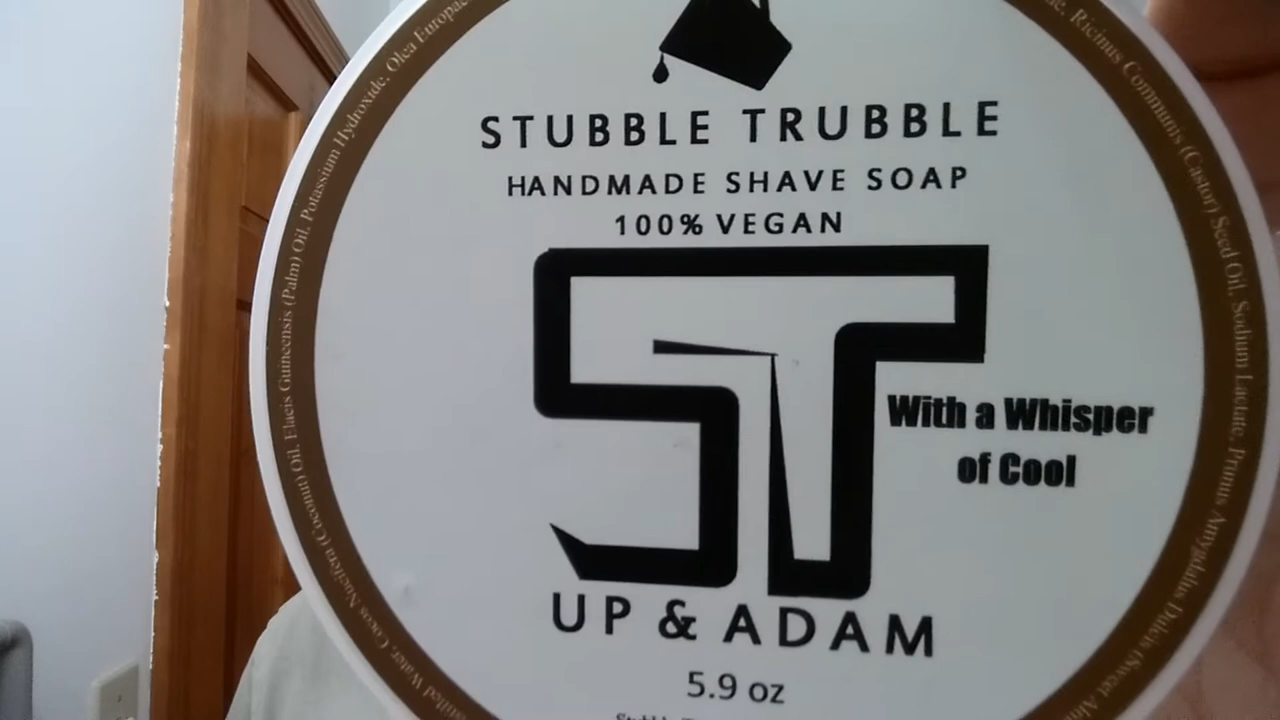 STUBBLE TRUBBLE
HANDMADE SHAVE SOAP
100% VEGAN
ST
With a Whisper
of Cool
UP & ADAM
5.9 oz
Water, Cocos Nucifera (Coconut) Oil, Elaeis Guineensis (Palm) Oil, Potassium Hydroxide, Olea Europaea
Ricinus Communis (Castor) Seed Oil, Sodium Lactate, Prunus Amygdalus Dulcis (Sweet